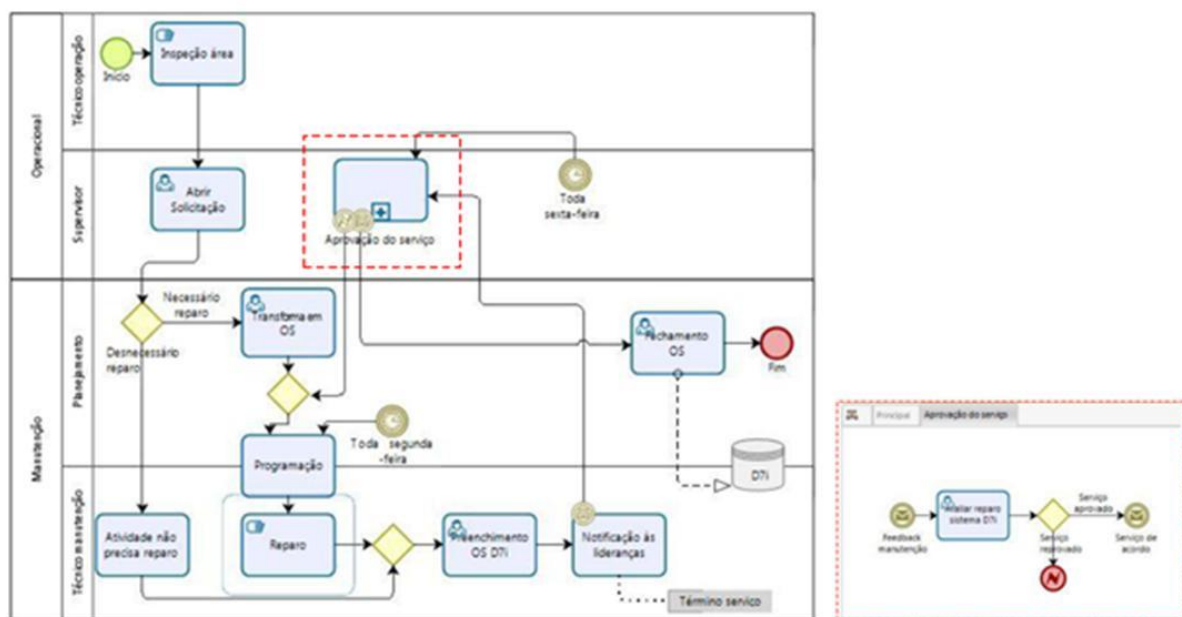 Operacional
Técnico operação
Início
Inspeção área
Supervisor
Abrir
Solicitação
Aprovação do serviço
Toda
sexta-feira
Manutenção
Planejamento
Necessário
reparo
Desnecessário
reparo
Transforma em
OS
Fechamento
OS
Fim
Toda segunda
-feira
Programação
D7i
Técnico manutenção
Atividade não
precisa reparo
Reparo
Preenchimento
OS D7i
Notificação às
lideranças
Término serviço
Principal
Aprovação do serviço
Feedback
manutenção
Avaliar reparo
sistema D7i
Serviço
aprovado
Serviço
reprovado
Serviço de
acordo